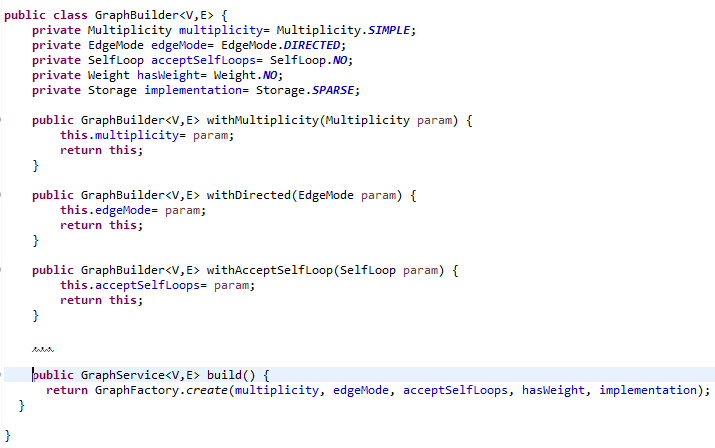 public class GraphBuilder<V,E> {
private Multiplicity multiplicity= Multiplicity.SIMPLE;
private EdgeMode edgeMode= EdgeMode.DIRECTED;
private SelfLoop acceptSelfLoops= SelfLoop.NO;
private Weight hasWeight= Weight.NO;
private Storage implementation= Storage.SPARSE;
public GraphBuilder<V,E> withMultiplicity(Multiplicity param) {
this.multiplicity= param;
return this;
}
public GraphBuilder<V,E> withDirected(EdgeMode param) {
this.edgeMode= param;
return this;
}
public GraphBuilder<V,E> withAcceptSelfLoop(SelfLoop param) {
this.acceptSelfLoops= param;
return this;
}
...
public GraphService<V,E> build() {
return GraphFactory.create(multiplicity, edgeMode, acceptSelfLoops, hasWeight, implementation);
}
}